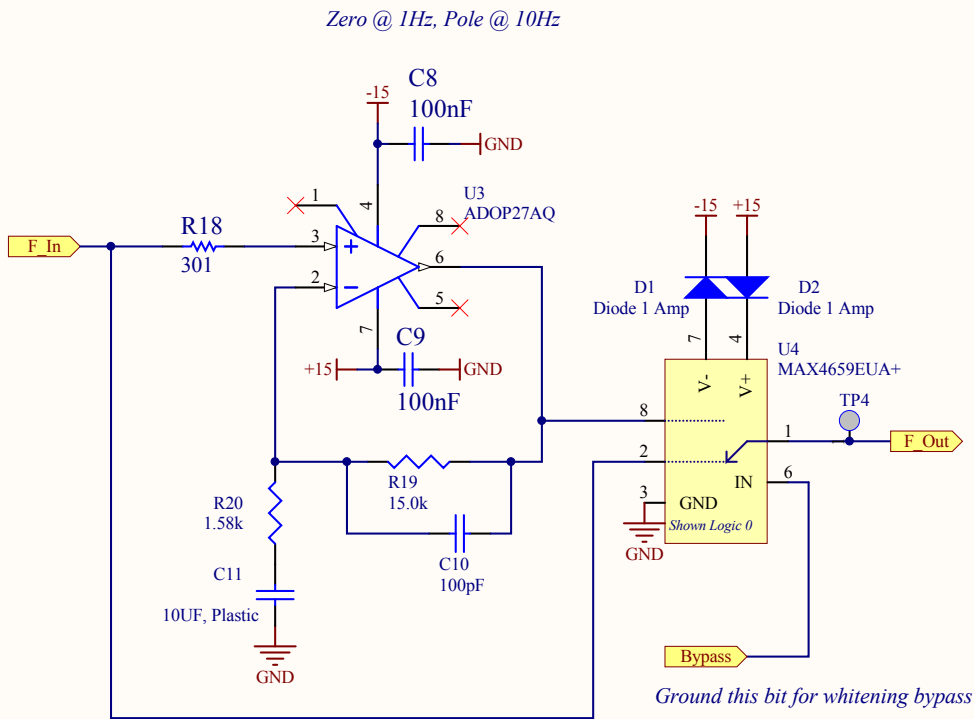 Zero @ 1Hz, Pole @ 10Hz
C8
100nF
-15
GND
1
4
U3
ADOP27AQ
8
R18
301
F_In
3
2
6
5
7
C9
100nF
+15
GND
-15
+15
D1
Diode 1 Amp
D2
Diode 1 Amp
7
4
U4
MAX4659EUA+
V-
V+
TP4
8
1
F_Out
2
6
IN
3
GND
Shown Logic 0
GND
R19
15.0k
R20
1.58k
C10
100pF
C11
10UF, Plastic
GND
Bypass
Ground this bit for whitening bypass